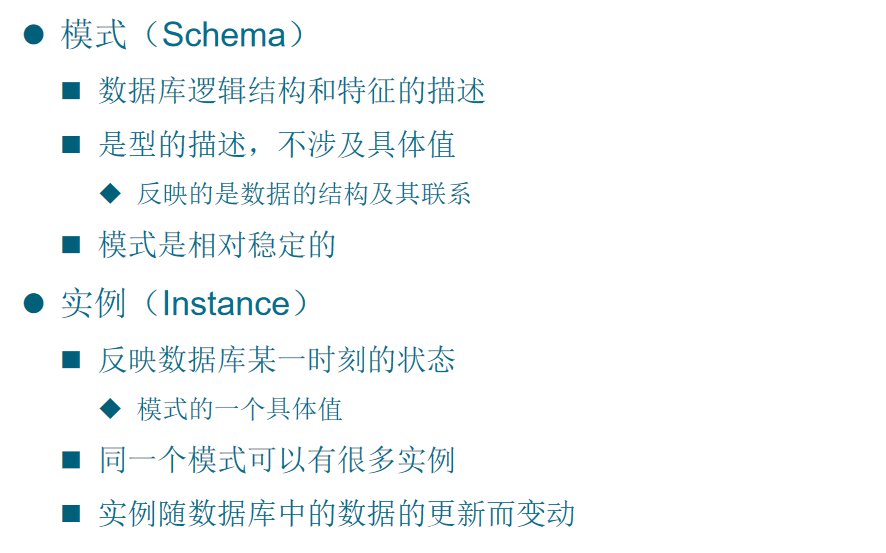 模式（Schema）
数据库逻辑结构和特征的描述
是型的描述，不涉及具体值
反映的是数据的结构及其联系
模式是相对稳定的
实例（Instance）
反映数据库某一时刻的状态
模式的一个具体值
同一个模式可以有很多实例
实例随数据库中的数据的更新而变动